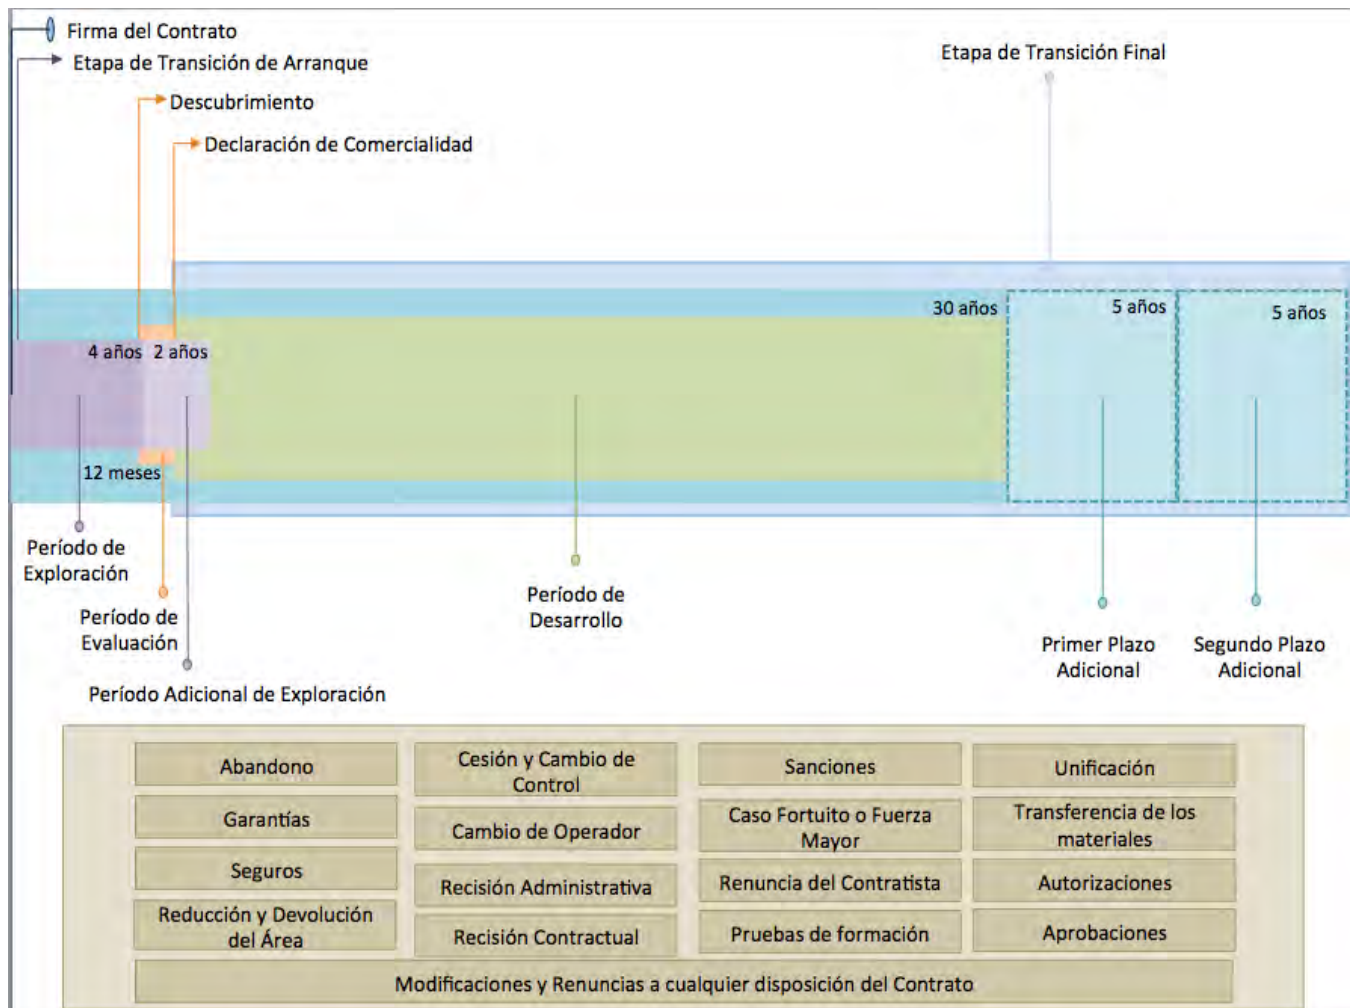 Firma del Contrato
Etapa de Transición de Arranque
Etapa de Transición Final
Descubrimiento
Declaración de Comercialidad
30 años
5 años
5 años
4 años
2 años
12 meses
Período de
Exploración
Período de
Evaluación
Período Adicional de Exploración
Período de
Desarrollo
Primer Plazo
Adicional
Segundo Plazo
Adicional
Abandono
Garantías
Seguros
Reducción y Devolución
del Área
Cesión y Cambio de
Control
Cambio de Operador
Recisión Administrativa
Recisión Contractual
Sanciones
Caso Fortuito o Fuerza
Mayor
Renuncia del Contratista
Pruebas de formación
Unificación
Transferencia de los
materiales
Autorizaciones
Aprobaciones
Modificaciones y Renuncias a cualquier disposición del Contrato